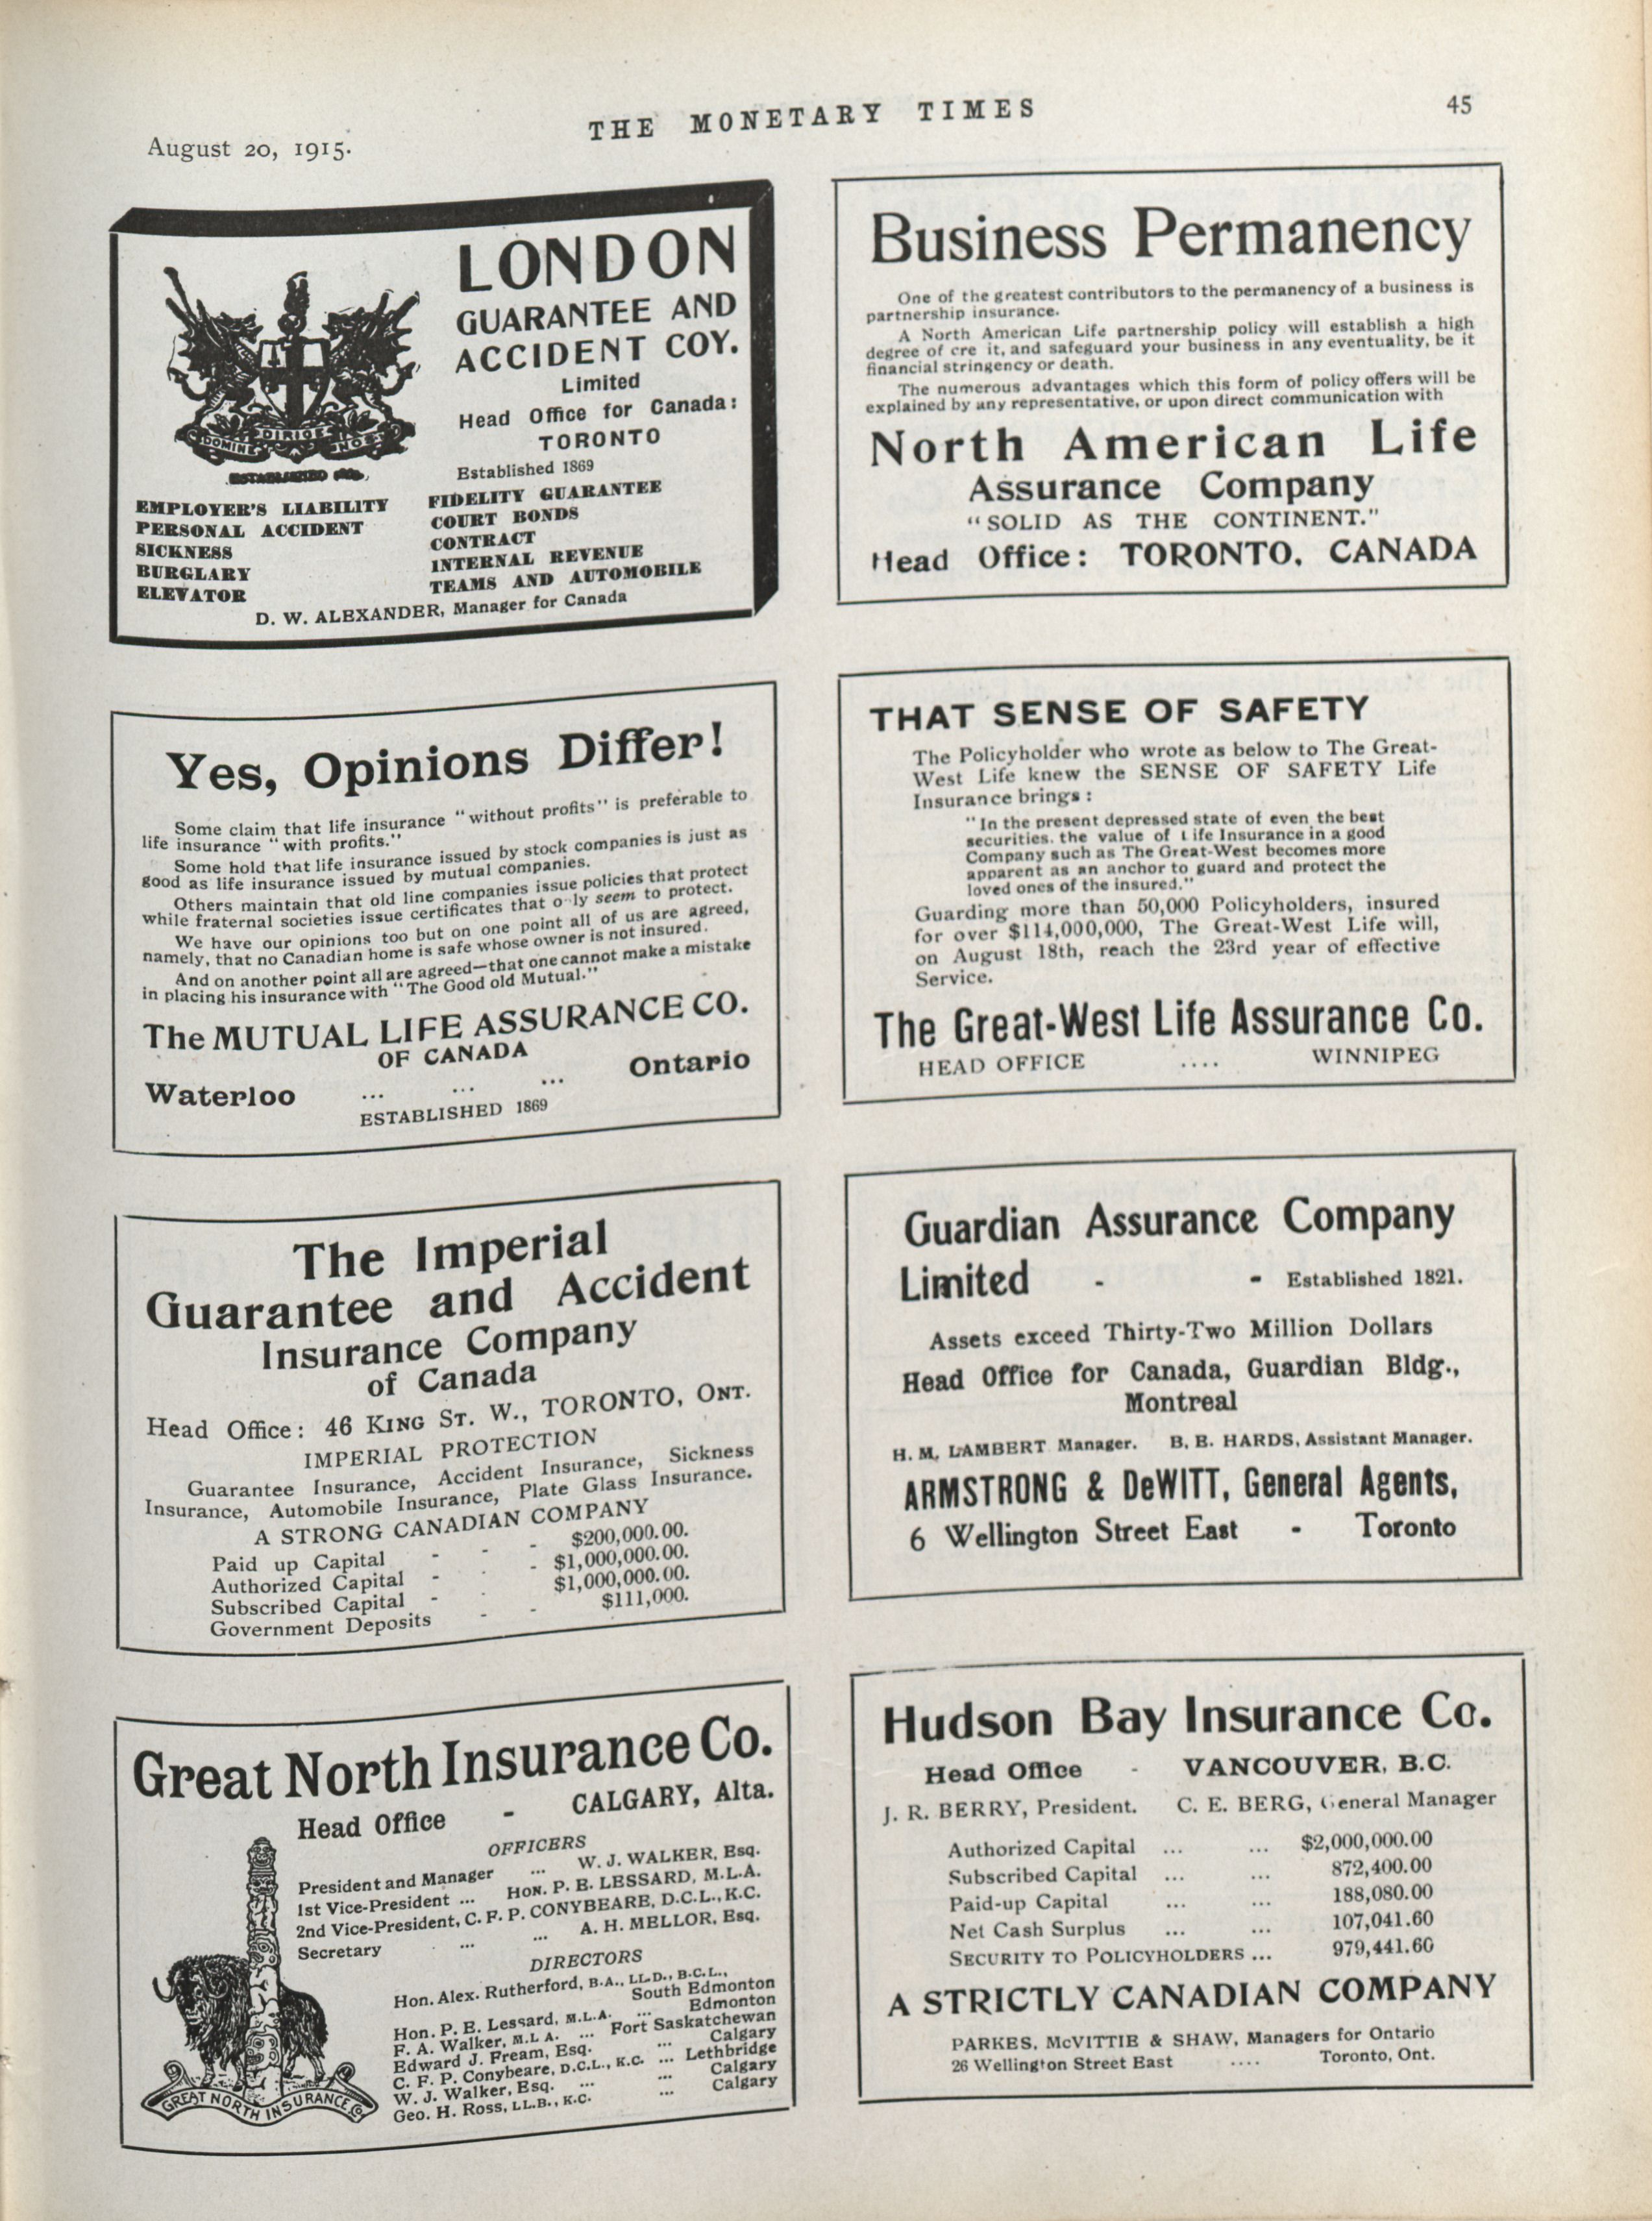 August 20, 1915.
THE MONETARY TIMES
45
LONDON
GUARANTEE AND
ACCIDENT COY.
Limited
Head Office for Canada:
TORONTO
Established 1869
DOMINE DIRIGE NOS
EMPLOYER'S LIABILITY
PERSONAL ACCIDENT
SICKNESS
BURGLARY
ELEVATOR
FIDELITY GUARANTEE
COURT BONDS
CONTRACT
INTERNAL REVENUE
TEAMS AND AUTOMOBILE
D. W. ALEXANDER, Manager for Canada
Business Permanency
One of the greatest contributors to the permanency of a business is
partnership insurance.
A North American Life partnership policy will establish a high
degree of cre it, and safeguard your business in any eventuality, be it
financial stringency or death.
The numerous advantages which this form of policy offers will be
explained by any representative, or upon direct communication with
North American Life
Assurance Company
"SOLID AS THE CONTINENT."
Head Office: TORONTO, CANADA
Yes, Opinions Differ!
Some claim that life insurance "without profits" is preferable to
life insurance "with profits."
Some hold that life insurance issued by stock companies is just as
good as life insurance issued by mutual companies.
Others maintain that old line companies issue policies that protect
while fraternal societies issue certificates that o ly seem to protect.
We have our opinions too but on one point all of us are agreed,
namely, that no Canadian home is safe whose owner is not insured.
And on another point all are agreed—that one cannot make a mistake
in placing his insurance with "The Good old Mutual."
The MUTUAL LIFE ASSURANCE CO.
OF CANADA
Waterloo ... ... ... Ontario
ESTABLISHED 1869
THAT SENSE OF SAFETY
The Policyholder who wrote as below to The Great-
West Life knew the SENSE OF SAFETY Life
Insurance brings:
"In the present depressed state of even the best
securities, the value of Life Insurance in a good
Company such as The Great-West becomes more
apparent as an anchor to guard and protect the
loved ones of the insured."
Guarding more than 50,000 Policyholders, insured
for over $114,000,000, The Great-West Life will,
on August 18th, reach the 23rd year of effective
Service.
The Great-West Life Assurance Co.
HEAD OFFICE .... WINNIPEG
The Imperial
Guarantee and Accident
Insurance Company
of Canada
Head Office: 46 KING ST. W., TORONTO, ONT.
IMPERIAL PROTECTION
Guarantee Insurance, Accident Insurance, Sickness
Insurance, Automobile Insurance, Plate Glass Insurance.
A STRONG CANADIAN COMPANY
Paid up Capital - - - $200,000.00.
Authorized Capital - - - $1,000,000.00.
Subscribed Capital - - $1,000,000.00.
Government Deposits - - $111,000.
Guardian Assurance Company
Limited - - Established 1821.
Assets exceed Thirty-Two Million Dollars
Head Office for Canada, Guardian Bldg.,
Montreal
H. M. LAMBERT Manager. B. E. HARDS, Assistant Manager.
ARMSTRONG & DeWITT, General Agents,
6 Wellington Street East - Toronto
Great North Insurance Co.
Head Office - CALGARY, Alta.
OFFICERS
President and Manager ... W. J. WALKER, Esq.
1st Vice-President ... HON. P. E. LESSARD, M.L.A.
2nd Vice-President, C. F. P. CONYBEARE, D.C.L., K.C.
Secretary ... ... A. H. MELLOR, Esq.
DIRECTORS
Hon. Alex. Rutherford, B.A., LL.D., B.C.L.,
South Edmonton
Hon. P. E. Lessard, M.L.A. ... Edmonton
F. A. Walker, M.L A. ... Fort Saskatchewan
Edward J. Fream, Esq. ... Calgary
C. F. P. Conybeare, D.C.L., K.C. ... Lethbridge
W. J. Walker, Esq. ... ... Calgary
Geo. H. Ross, LL.B., K.C. ... Calgary
GREAT NORTH INSURANCE Co
Hudson Bay Insurance Co.
Head Office - VANCOUVER, B.C.
J. R. BERRY, President. C. E. BERG, General Manager
Authorized Capital ... ... $2,000,000.00
Subscribed Capital ... ... 872,400.00
Paid-up Capital ... ... 188,080.00
Net Cash Surplus ... ... 107,041.60
SECURITY TO POLICYHOLDERS ... 979,441.60
A STRICTLY CANADIAN COMPANY
PARKES, McVITTIE & SHAW, Managers for Ontario
26 Wellington Street East .... Toronto, Ont.